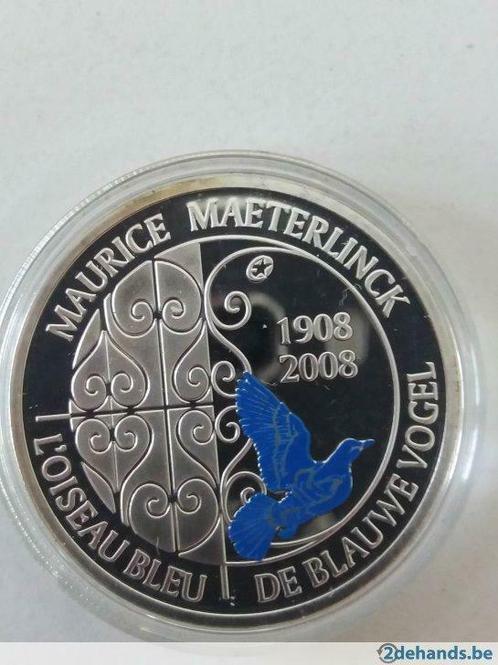 MAURICE MAETERLINCK
1908
2008
L'OISEAU BLEU
DE BLAUWE VOGEL
2dehands.be